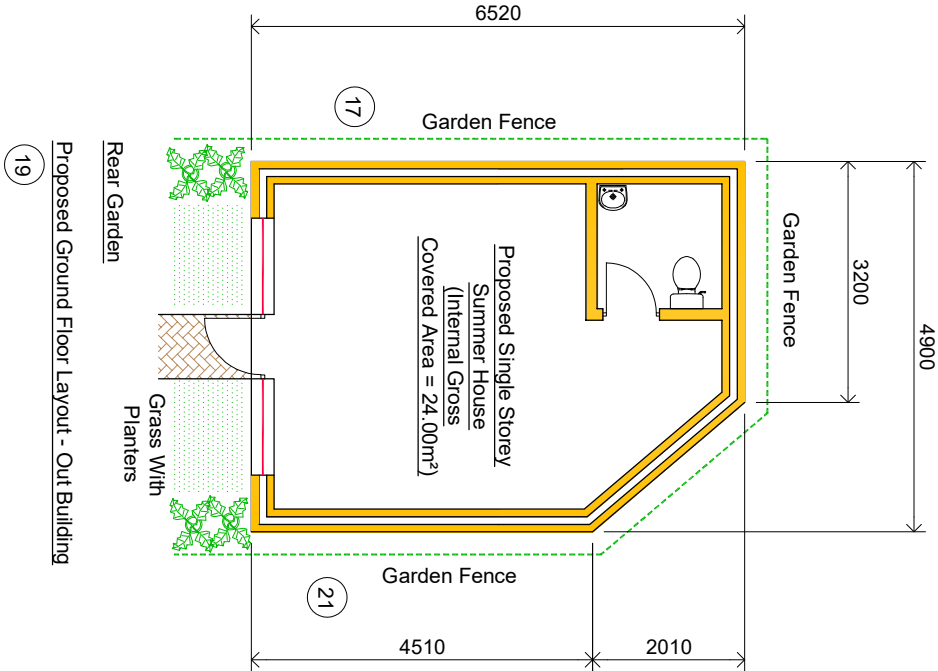 6520
17
Garden Fence
Garden Fence
3200
4900
Rear Garden
Proposed Single Storey
Summer House
(Internal Gross
Covered Area = 24.00m²)
Grass With
Planters
Garden Fence
21
4510
2010
19
Proposed Ground Floor Layout - Out Building